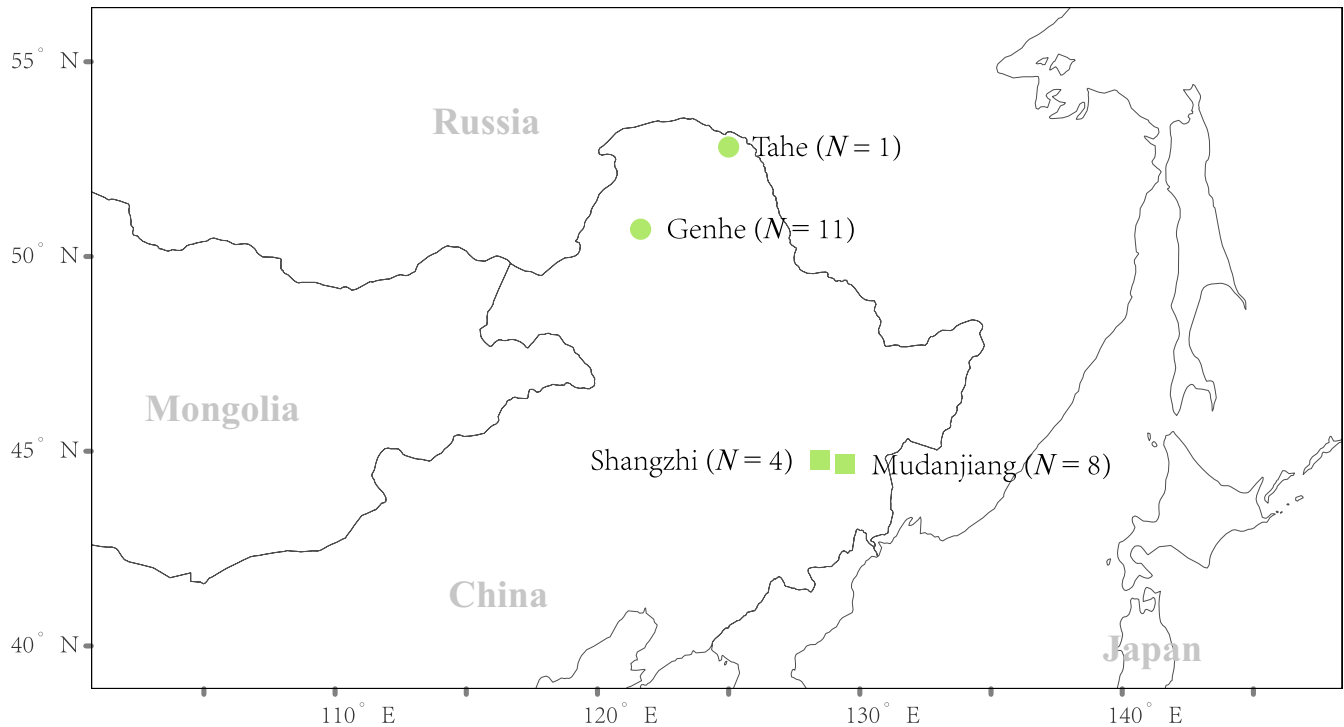 55° N
Russia
Tahe (N = 1)
Genhe (N = 11)
50° N
Mongolia
45° N
Shangzhi (N = 4)
Mudanjiang (N = 8)
China
40° N
Japan
110° E
120° E
130° E
140° E